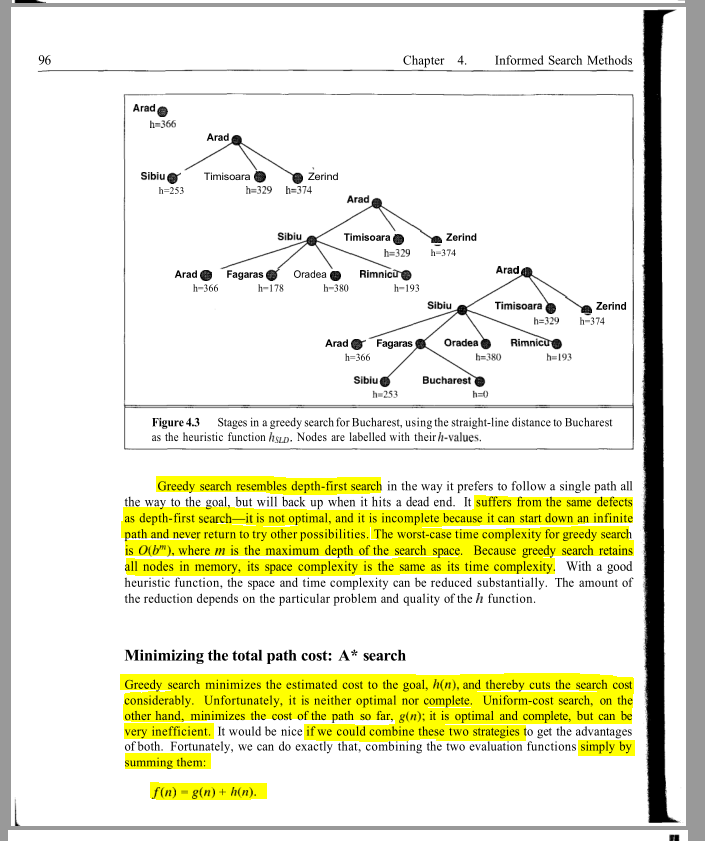 96
Chapter 4. Informed Search Methods
Arad
h=366
Arad
Sibiu Timisoara Zerind
h=253 h=329 h=374
Arad
Sibiu Timisoara Zerind
h=329 h=374
Arad Fagaras Oradea Rimnicu
h=366 h=178 h=380 h=193
Arad
Sibiu Timisoara Zerind
h=329 h=374
Arad Fagaras Oradea Rimnicu
h=366 h=380 h=193
Sibiu Bucharest
h=253 h=0
Figure 4.3 Stages in a greedy search for Bucharest, using the straight-line distance to Bucharest
as the heuristic function hSLD. Nodes are labelled with their h-values.
Greedy search resembles depth-first search in the way it prefers to follow a single path all
the way to the goal, but will back up when it hits a dead end. It suffers from the same defects
as depth-first search—it is not optimal, and it is incomplete because it can start down an infinite
path and never return to try other possibilities. The worst-case time complexity for greedy search
is O(b^m), where m is the maximum depth of the search space. Because greedy search retains
all nodes in memory, its space complexity is the same as its time complexity. With a good
heuristic function, the space and time complexity can be reduced substantially. The amount of
the reduction depends on the particular problem and quality of the h function.
Minimizing the total path cost: A* search
Greedy search minimizes the estimated cost to the goal, h(n), and thereby cuts the search cost
considerably. Unfortunately, it is neither optimal nor complete. Uniform-cost search, on the
other hand, minimizes the cost of the path so far, g(n); it is optimal and complete, but can be
very inefficient. It would be nice if we could combine these two strategies to get the advantages
of both. Fortunately, we can do exactly that, combining the two evaluation functions simply by
summing them:
f(n) = g(n) + h(n).